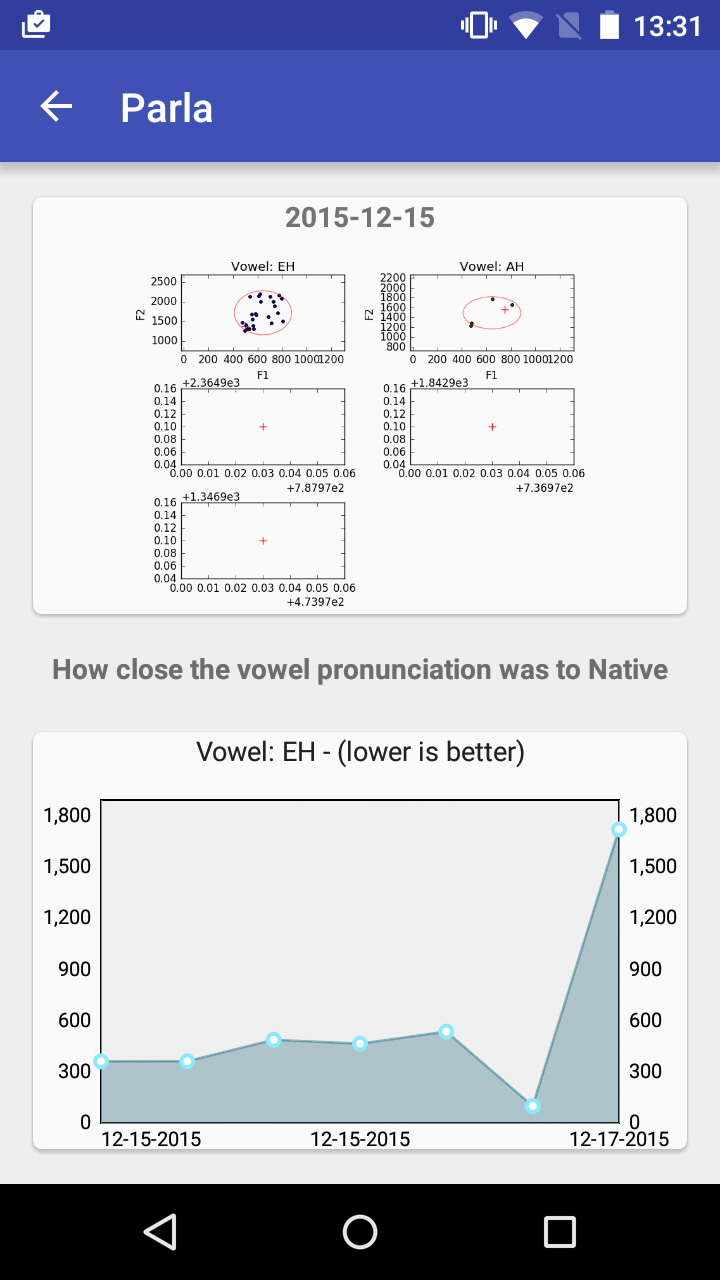 13:31
Parla
2015-12-15
Vowel: EH
2500
2000
1500
1000
F2
0 200 400 600 800 1000 1200
F1
Vowel: AH
2200
2000
1800
1600
1400
1200
1000
800
F2
0 200 400 600 800 1000 1200
F1
+2.3649e3
0.16
0.14
0.12
0.10
0.08
0.06
0.04
0.00 0.01 0.02 0.03 0.04 0.05 0.06
+7.8797e2
+1.8429e3
0.16
0.14
0.12
0.10
0.08
0.06
0.04
0.00 0.01 0.02 0.03 0.04 0.05 0.06
+7.3697e2
+1.3469e3
0.16
0.14
0.12
0.10
0.08
0.06
0.04
0.00 0.01 0.02 0.03 0.04 0.05 0.06
+4.7397e2
How close the vowel pronunciation was to Native
Vowel: EH - (lower is better)
1,800 1,800
1,500 1,500
1,200 1,200
900 900
600 600
300 300
0 0
12-15-2015 12-15-2015 12-17-2015